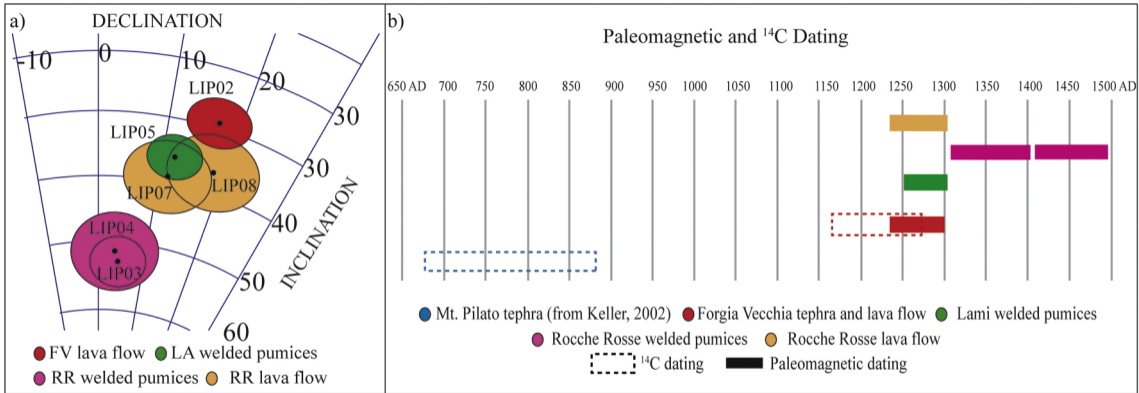 a)
DECLINATION
-10
0
10
20
30
LIP02
LIP05
30
LIP07
LIP08
40
LIP04
LIP03
50
INCLINATION
60
FV lava flow
LA welded pumices
RR welded pumices
RR lava flow
b)
Paleomagnetic and ¹⁴C Dating
650 AD 700 750 800 850 900 950 1000 1050 1100 1150 1200 1250 1300 1350 1400 1450 1500 AD
Mt. Pilato tephra (from Keller, 2002)
Forgia Vecchia tephra and lava flow
Lami welded pumices
Rocche Rosse welded pumices
Rocche Rosse lava flow
¹⁴C dating
Paleomagnetic dating